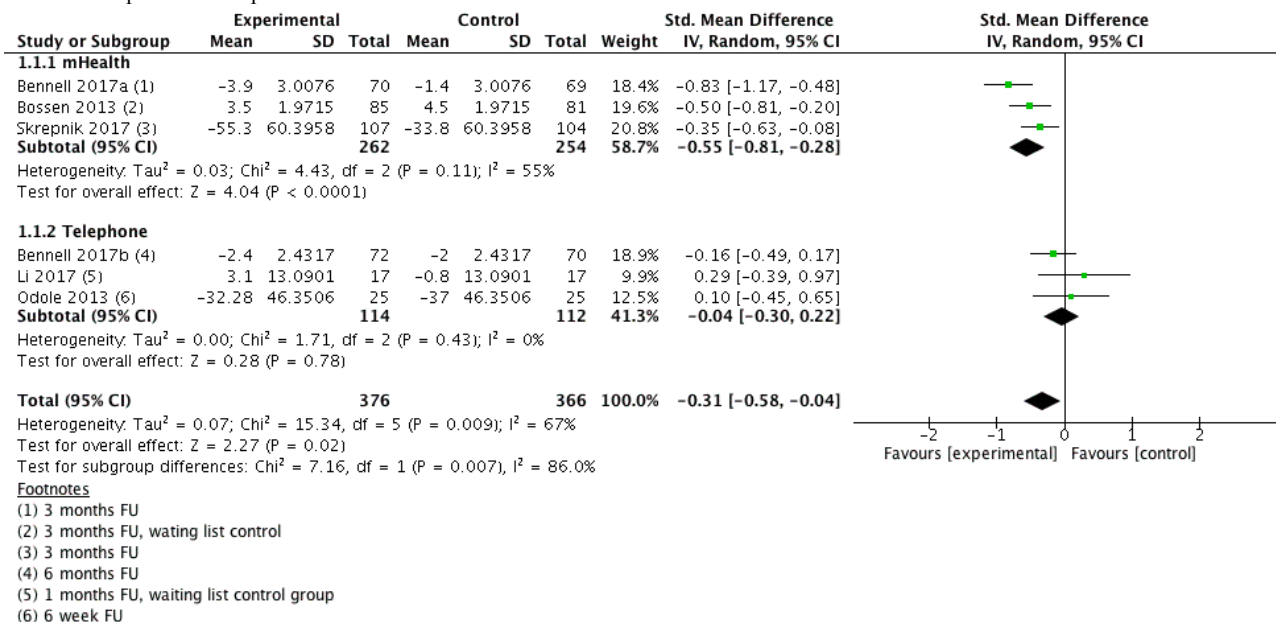 Experimental Control Std. Mean Difference Std. Mean Difference
Study or Subgroup Mean SD Total Mean SD Total Weight IV, Random, 95% CI IV, Random, 95% CI
1.1.1 mHealth
Bennell 2017a (1) -3.9 3.0076 70 -1.4 3.0076 69 18.4% -0.83 [-1.17, -0.48]
Bossen 2013 (2) 3.5 1.9715 85 4.5 1.9715 81 19.6% -0.50 [-0.81, -0.20]
Skrepnik 2017 (3) -55.3 60.3958 107 -33.8 60.3958 104 20.8% -0.35 [-0.63, -0.08]
Subtotal (95% CI) 262 254 58.7% -0.55 [-0.81, -0.28]
Heterogeneity: Tau² = 0.03; Chi² = 4.43, df = 2 (P = 0.11); I² = 55%
Test for overall effect: Z = 4.04 (P < 0.0001)
1.1.2 Telephone
Bennell 2017b (4) -2.4 2.4317 72 -2 2.4317 70 18.9% -0.16 [-0.49, 0.17]
Li 2017 (5) 3.1 13.0901 17 -0.8 13.0901 17 9.9% 0.29 [-0.39, 0.97]
Odole 2013 (6) -32.28 46.3506 25 -37 46.3506 25 12.5% 0.10 [-0.45, 0.65]
Subtotal (95% CI) 114 112 41.3% -0.04 [-0.30, 0.22]
Heterogeneity: Tau² = 0.00; Chi² = 1.71, df = 2 (P = 0.43); I² = 0%
Test for overall effect: Z = 0.28 (P = 0.78)
Total (95% CI) 376 366 100.0% -0.31 [-0.58, -0.04]
Heterogeneity: Tau² = 0.07; Chi² = 15.34, df = 5 (P = 0.009); I² = 67%
Test for overall effect: Z = 2.27 (P = 0.02)
Test for subgroup differences: Chi² = 7.16, df = 1 (P = 0.007), I² = 86.0%
-2 -1 0 1 2
Favours [experimental] Favours [control]
Footnotes
(1) 3 months FU
(2) 3 months FU, wating list control
(3) 3 months FU
(4) 6 months FU
(5) 1 months FU, waiting list control group
(6) 6 week FU